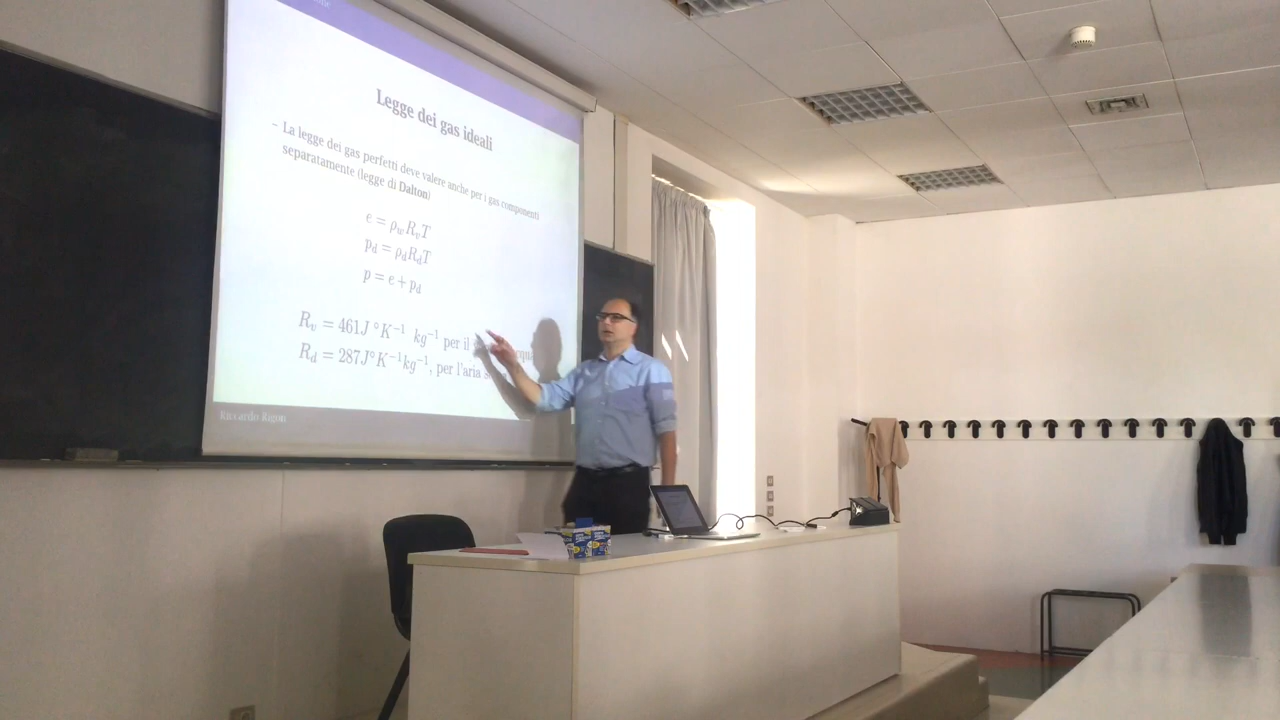 Legge dei gas ideali
– La legge dei gas perfetti deve valere anche per i gas componenti
separatamente (legge di Dalton)
e = ρ_w R_v T
p_d = ρ_d R_d T
p = e + p_d
R_v = 461 J °K⁻¹ kg⁻¹ per il
R_d = 287 J °K⁻¹ kg⁻¹, per l'aria
Riccardo Rigon